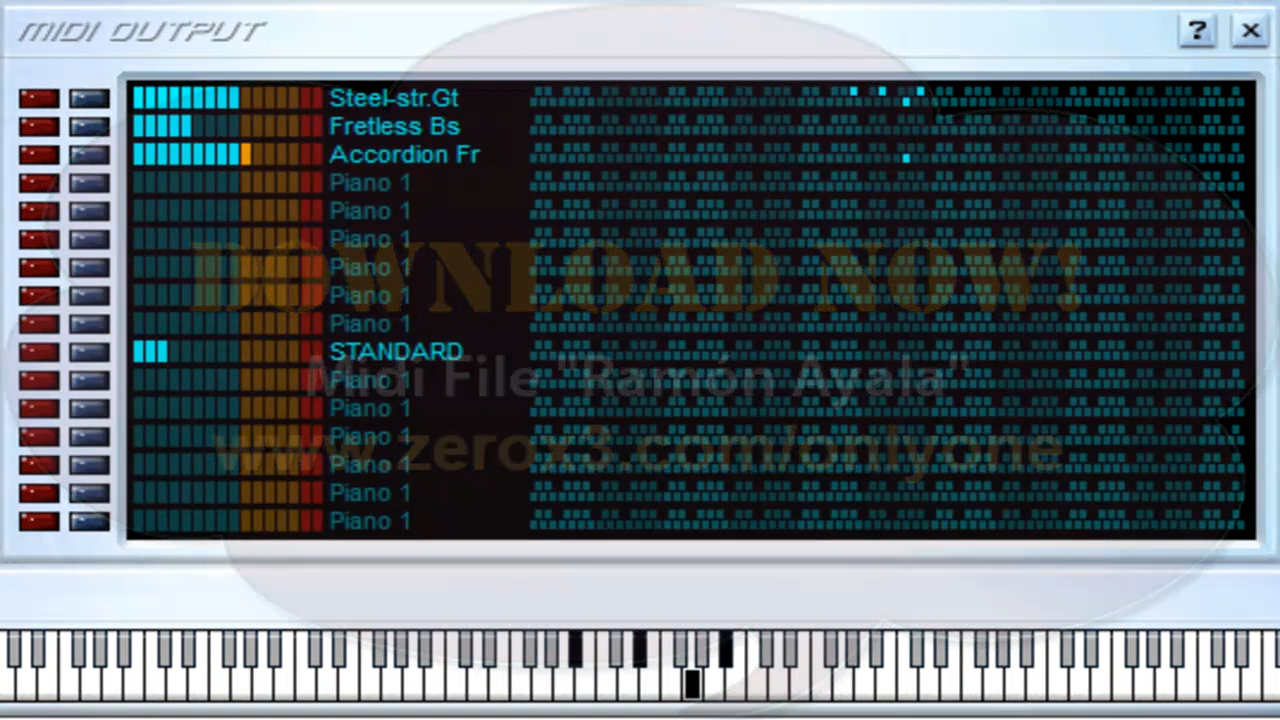 MIDI OUTPUT
?
×
Steel-str.Gt
Fretless Bs
Accordion Fr
Piano 1
Piano 1
Piano 1
DOWNLOAD NOW!
Piano 1
Piano 1
Piano 1
STANDARD
Midi File "Ramón Ayala"
Piano 1
Piano 1
Piano 1
www.zerox3.com/onlyone
Piano 1
Piano 1
Piano 1